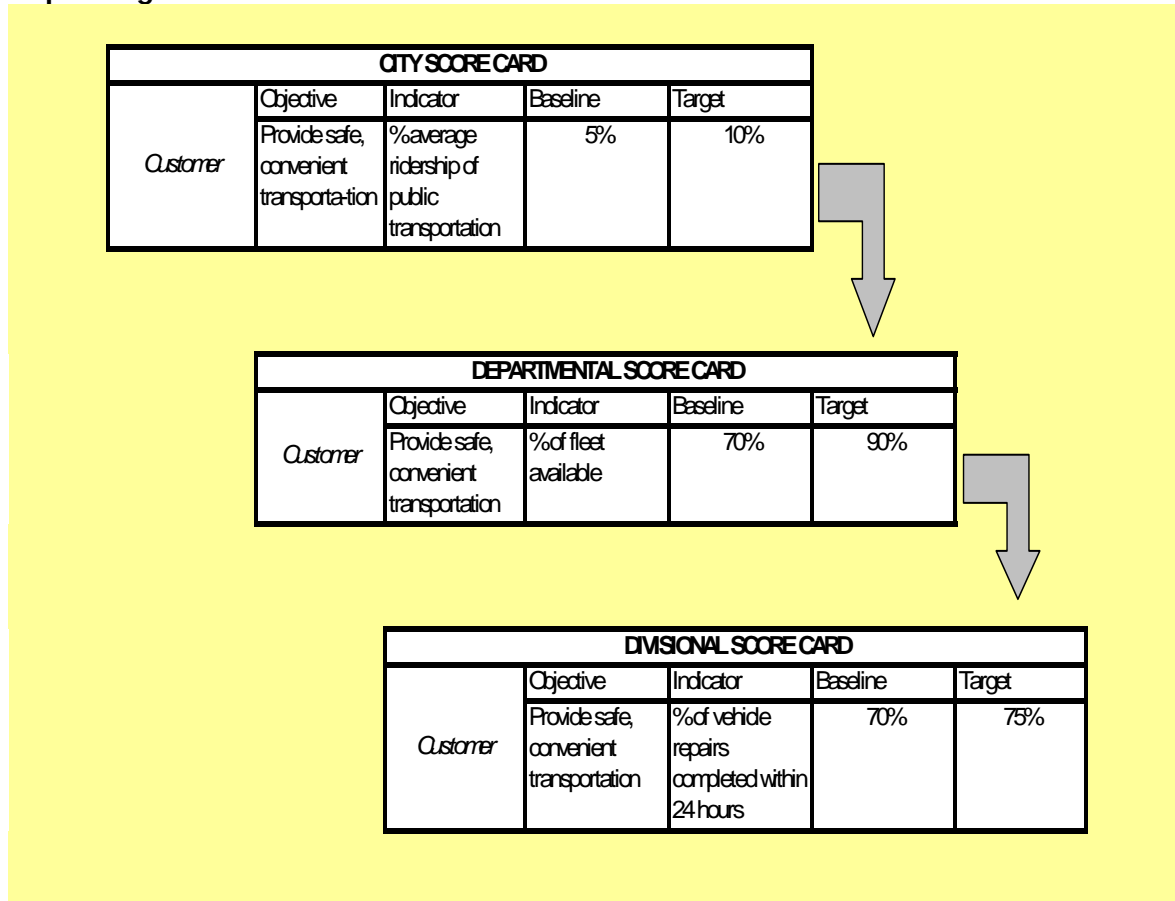 CITY SCORE CARD
Objective Indicator Baseline Target
Customer
Provide safe, convenient transporta-tion
% average ridership of public transportation
5%
10%
DEPARTMENTAL SCORE CARD
Objective Indicator Baseline Target
Customer
Provide safe, convenient transportation
% of fleet available
70%
90%
DIVISIONAL SCORE CARD
Objective Indicator Baseline Target
Customer
Provide safe, convenient transportation
% of vehicle repairs completed within 24 hours
70%
75%